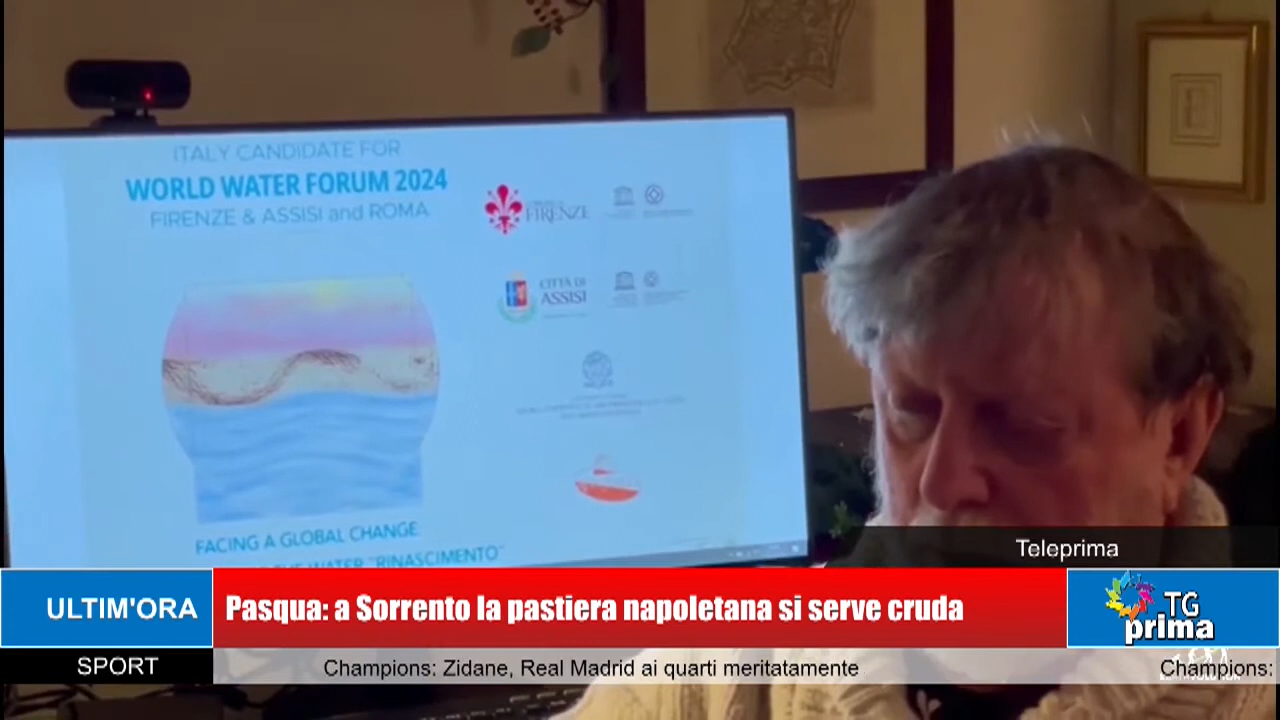 ITALY CANDIDATE FOR
WORLD WATER FORUM 2024
FIRENZE & ASSISI and ROMA
FIRENZE
CITTÀ DI
ASSISI
FACING A GLOBAL CHANGE
THE WATER "RINASCIMENTO"
Teleprima
ULTIM'ORA
Pasqua: a Sorrento la pastiera napoletana si serve cruda
TG
prima
SPORT
Champions: Zidane, Real Madrid ai quarti meritatamente
Champions: